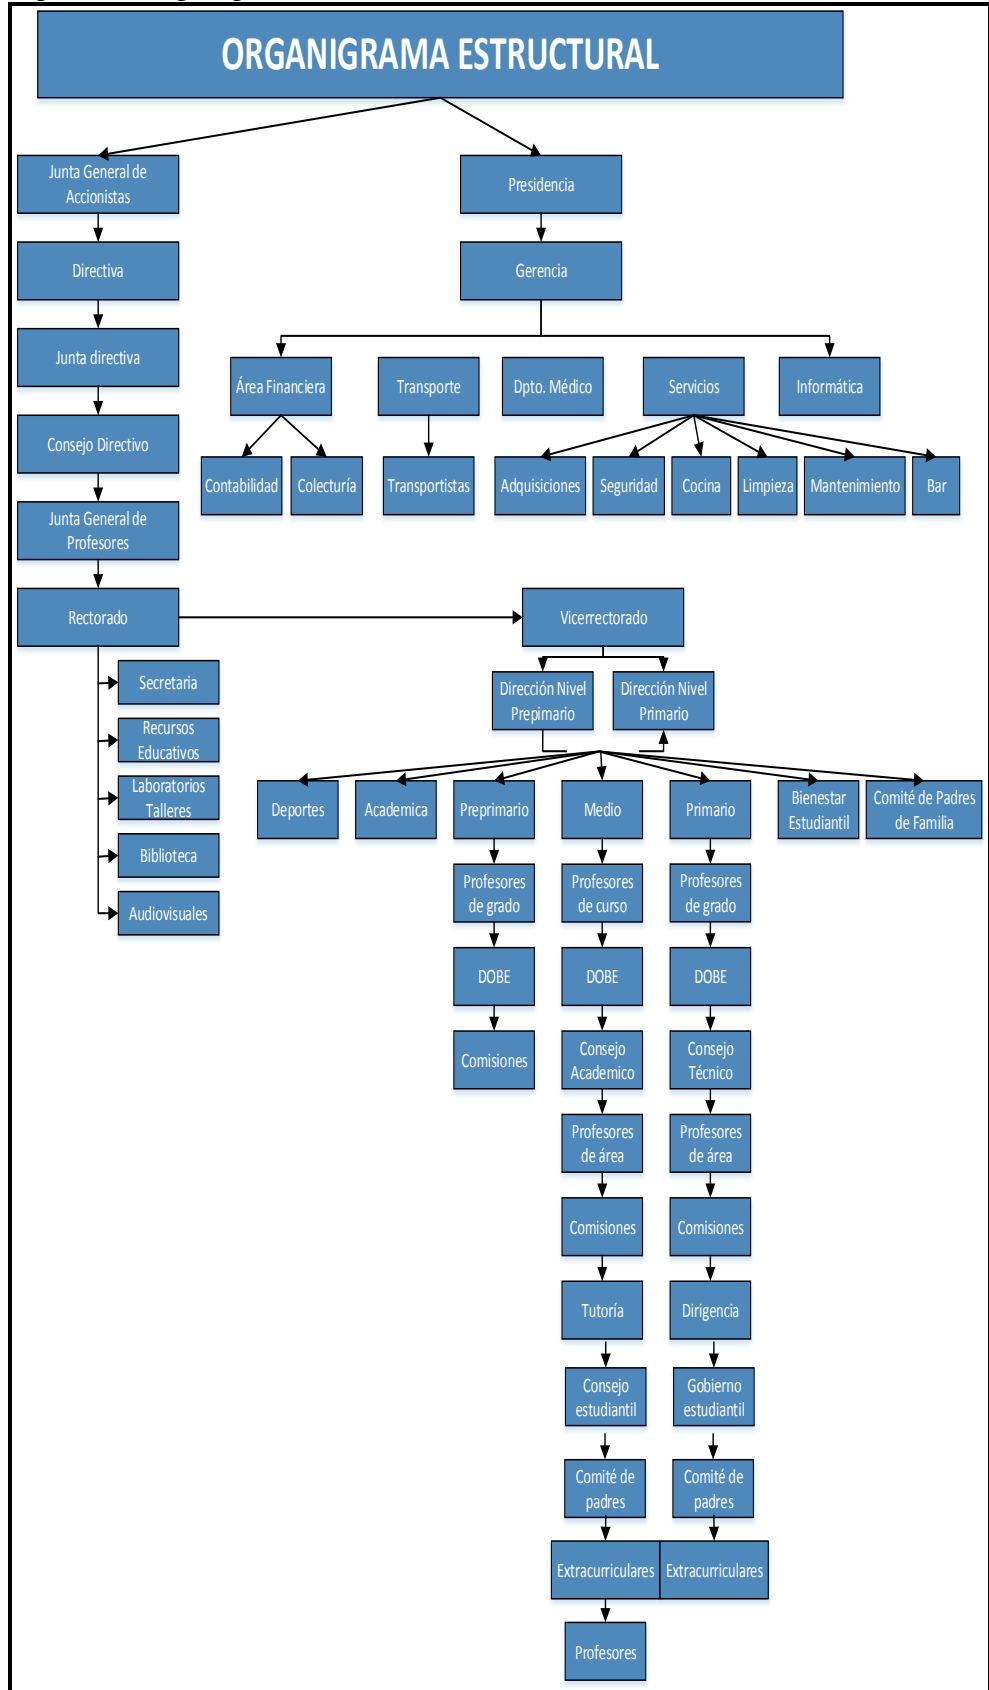 ORGANIGRAMA ESTRUCTURAL
Junta General de
Accionistas
Presidencia
Directiva
Gerencia
Junta directiva
Área Financiera
Transporte
Dpto. Médico
Servicios
Informática
Consejo Directivo
Contabilidad
Colecturía
Transportistas
Adquisiciones
Seguridad
Cocina
Limpieza
Mantenimiento
Bar
Junta General de
Profesores
Rectorado
Vicerrectorado
Secretaria
Recursos
Educativos
Laboratorios
Talleres
Biblioteca
Audiovisuales
Dirección Nivel
Prepimario
Dirección Nivel
Primario
Deportes
Academica
Preprimario
Medio
Primario
Bienestar
Estudiantil
Comité de Padres
de Familia
Profesores
de grado
Profesores
de curso
Profesores
de grado
DOBE
DOBE
DOBE
Comisiones
Consejo
Academico
Consejo
Técnico
Profesores
de área
Profesores
de área
Comisiones
Comisiones
Tutoría
Dirigencia
Consejo
estudiantil
Gobierno
estudiantil
Comité de
padres
Comité de
padres
Extracurriculares
Extracurriculares
Profesores